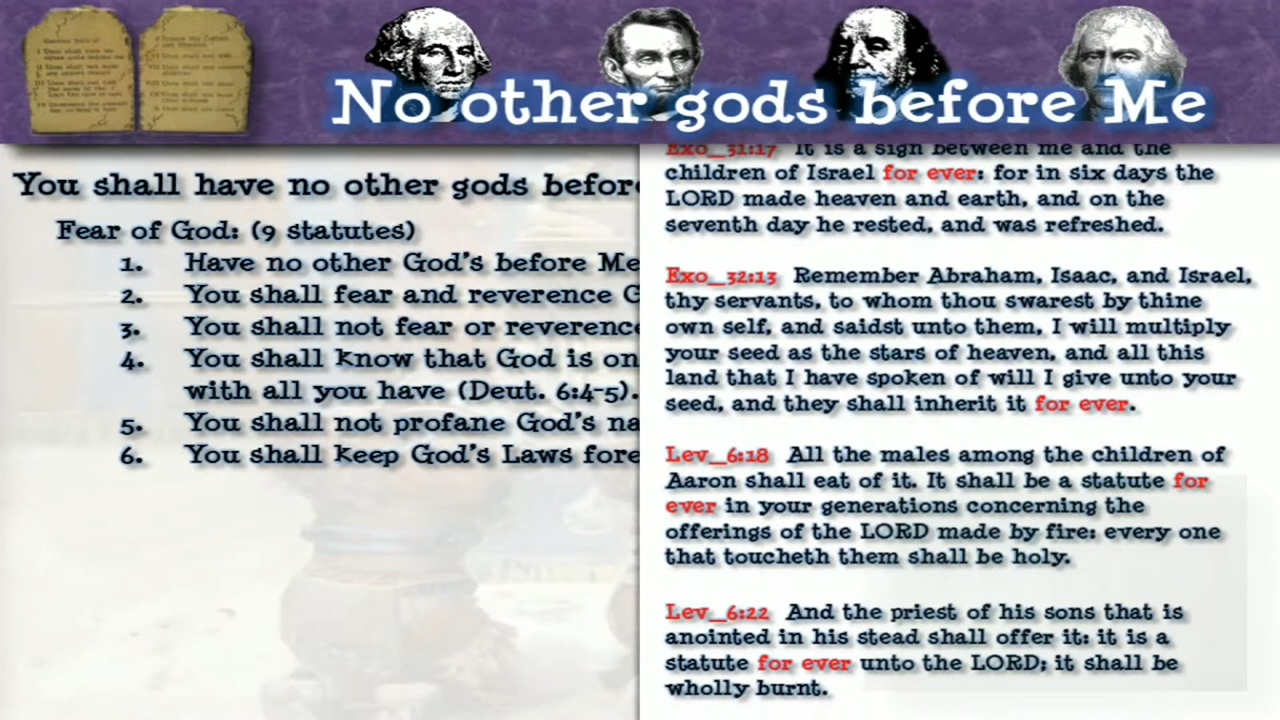 No other gods before Me
You shall have no other gods before
Fear of God: (9 statutes)
1. Have no other God's before Me
2. You shall fear and reverence G
3. You shall not fear or reverence
4. You shall know that God is on
with all you have (Deut. 6:4-5).
5. You shall not profane God's na
6. You shall keep God's Laws fore
Exo_31:17 It is a sign between me and the
children of Israel for ever: for in six days the
LORD made heaven and earth, and on the
seventh day he rested, and was refreshed.
Exo_32:13 Remember Abraham, Isaac, and Israel,
thy servants, to whom thou swarest by thine
own self, and saidst unto them, I will multiply
your seed as the stars of heaven, and all this
land that I have spoken of will I give unto your
seed, and they shall inherit it for ever.
Lev_6:18 All the males among the children of
Aaron shall eat of it. It shall be a statute for
ever in your generations concerning the
offerings of the LORD made by fire: every one
that toucheth them shall be holy.
Lev_6:22 And the priest of his sons that is
anointed in his stead shall offer it: it is a
statute for ever unto the LORD; it shall be
wholly burnt.